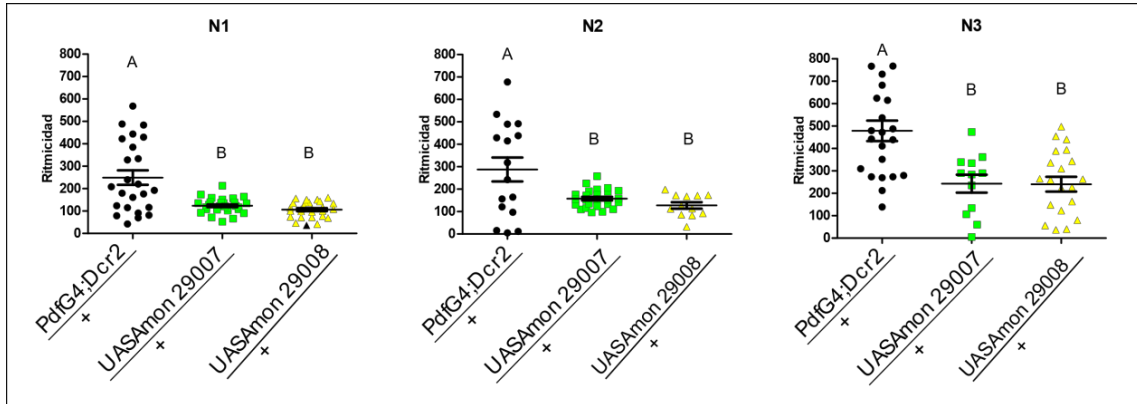 N1
A
B
B
Ritmicidad
800
700
600
500
400
300
200
100
0
PdfG4;Dcr2
+
UASAmon 29007
+
UASAmon 29008
+
N2
A
B
B
Ritmicidad
800
700
600
500
400
300
200
100
0
PdfG4;Dcr2
+
UASAmon 29007
+
UASAmon 29008
+
N3
A
B
B
Ritmicidad
800
700
600
500
400
300
200
100
0
PdfG4;Dcr2
+
UASAmon 29007
+
UASAmon 29008
+